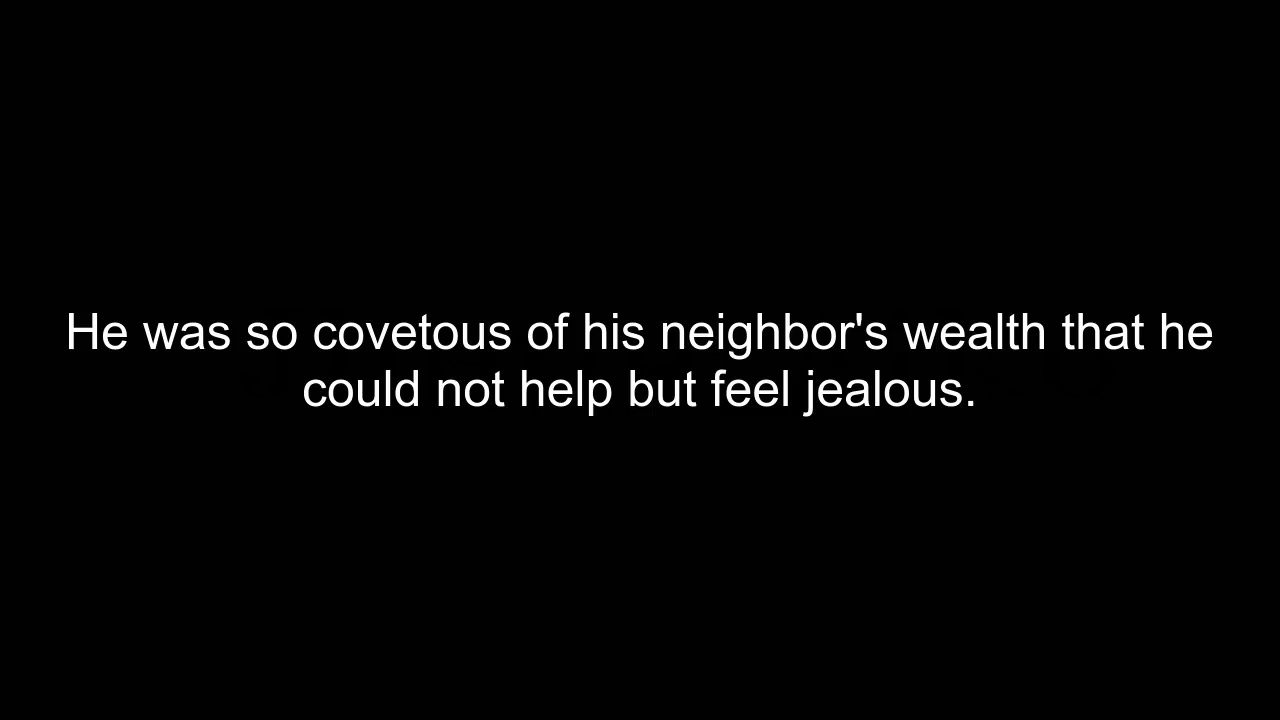 He was so covetous of his neighbor's wealth that he
could not help but feel jealous.